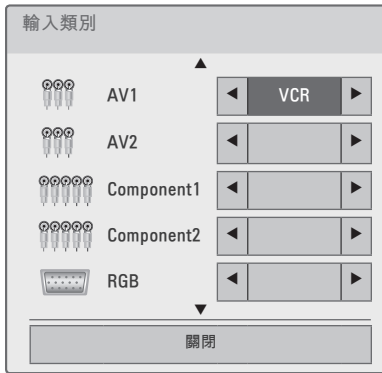 輸入類別
AV1 VCR
AV2
Component1
Component2
RGB
關閉